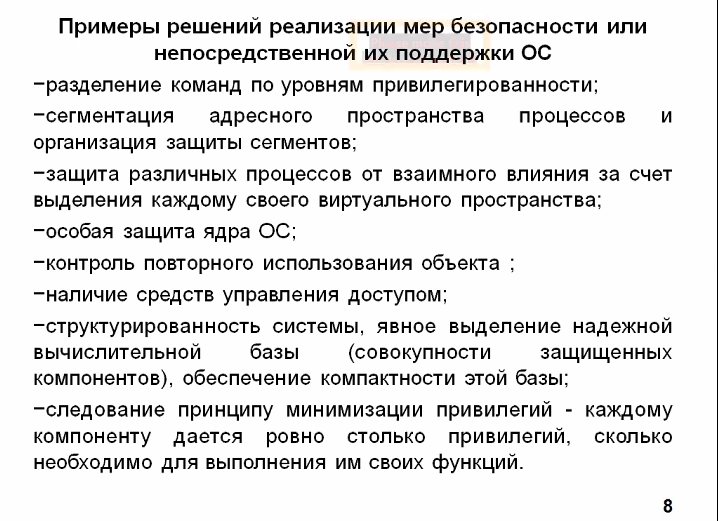 Примеры решений реализации мер безопасности или
непосредственной их поддержки ОС
−разделение команд по уровням привилегированности;
−сегментация адресного пространства процессов и
организация защиты сегментов;
−защита различных процессов от взаимного влияния за счет
выделения каждому своего виртуального пространства;
−особая защита ядра ОС;
−контроль повторного использования объекта ;
−наличие средств управления доступом;
−структурированность системы, явное выделение надежной
вычислительной базы (совокупности защищенных
компонентов), обеспечение компактности этой базы;
−следование принципу минимизации привилегий - каждому
компоненту дается ровно столько привилегий, сколько
необходимо для выполнения им своих функций.
8